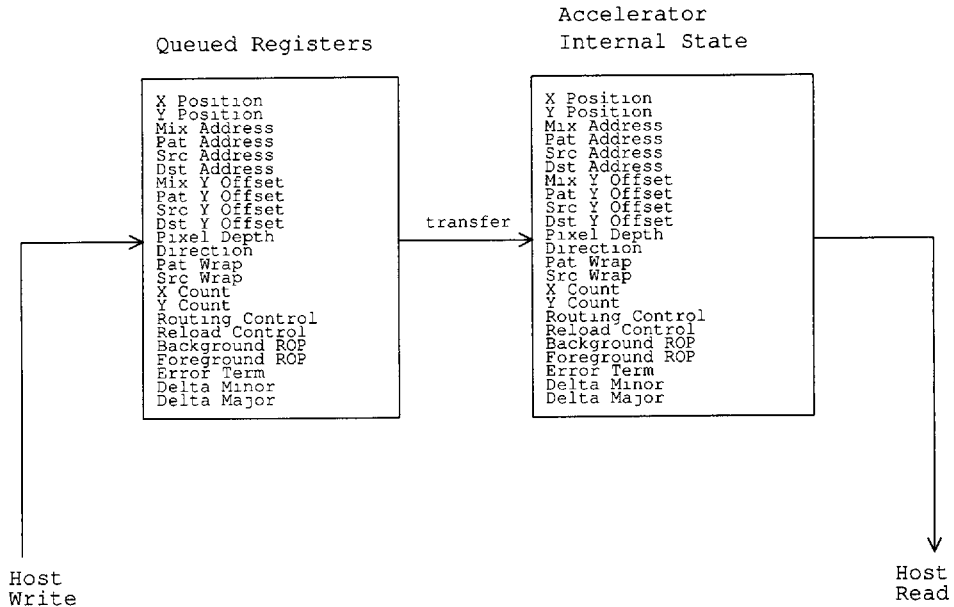 Accelerator
Queued Registers
Internal State
X Position
Y Position
Mix Address
Pat Address
Src Address
Dst Address
Mix Y Offset
Pat Y Offset
Src Y Offset
Dst Y Offset
Pixel Depth
Direction
Pat Wrap
Src Wrap
X Count
Y Count
Routing Control
Reload Control
Background ROP
Foreground ROP
Error Term
Delta Minor
Delta Major
transfer
X Position
Y Position
Mix Address
Pat Address
Src Address
Dst Address
Mix Y Offset
Pat Y Offset
Src Y Offset
Dst Y Offset
Pixel Depth
Direction
Pat Wrap
Src Wrap
X Count
Y Count
Routing Control
Reload Control
Background ROP
Foreground ROP
Error Term
Delta Minor
Delta Major
Host
Write
Host
Read